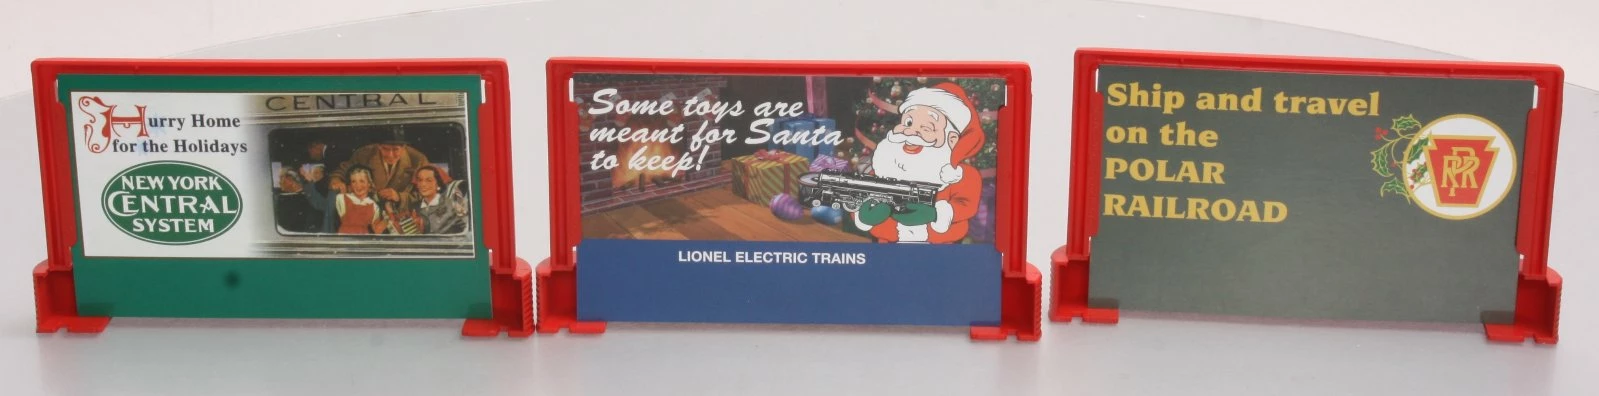 Hurry Home
for the Holidays
NEW YORK
CENTRAL
SYSTEM
CENTRAL
Some toys are
meant for Santa
to keep!
LIONEL ELECTRIC TRAINS
Ship and travel
on the
POLAR
RAILROAD
PRR